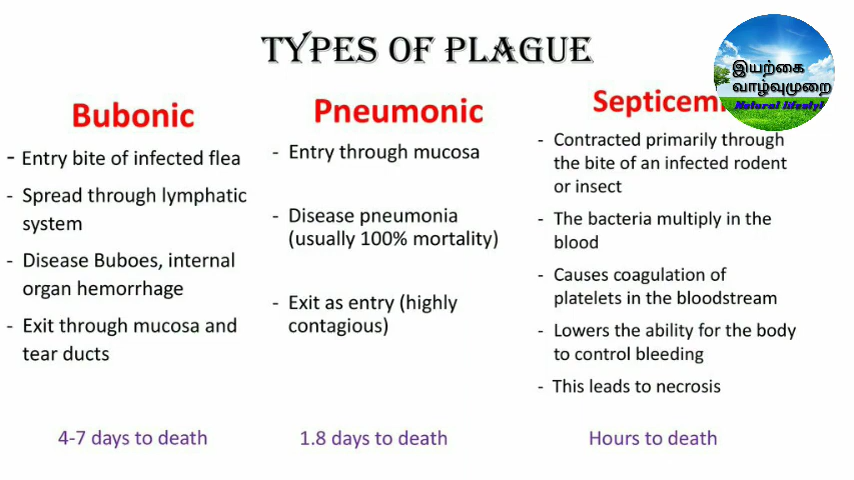 TYPES OF PLAGUE
இயற்கை
வாழ்வுமுறை
Bubonic
- Entry bite of infected flea
- Spread through lymphatic
system
- Disease Buboes, internal
organ hemorrhage
- Exit through mucosa and
tear ducts
4-7 days to death
Pneumonic
- Entry through mucosa
- Disease pneumonia
(usually 100% mortality)
- Exit as entry (highly
contagious)
1.8 days to death
- Contracted primarily through
the bite of an infected rodent
or insect
- The bacteria multiply in the
blood
- Causes coagulation of
platelets in the bloodstream
- Lowers the ability for the body
to control bleeding
- This leads to necrosis
Hours to death
Natural